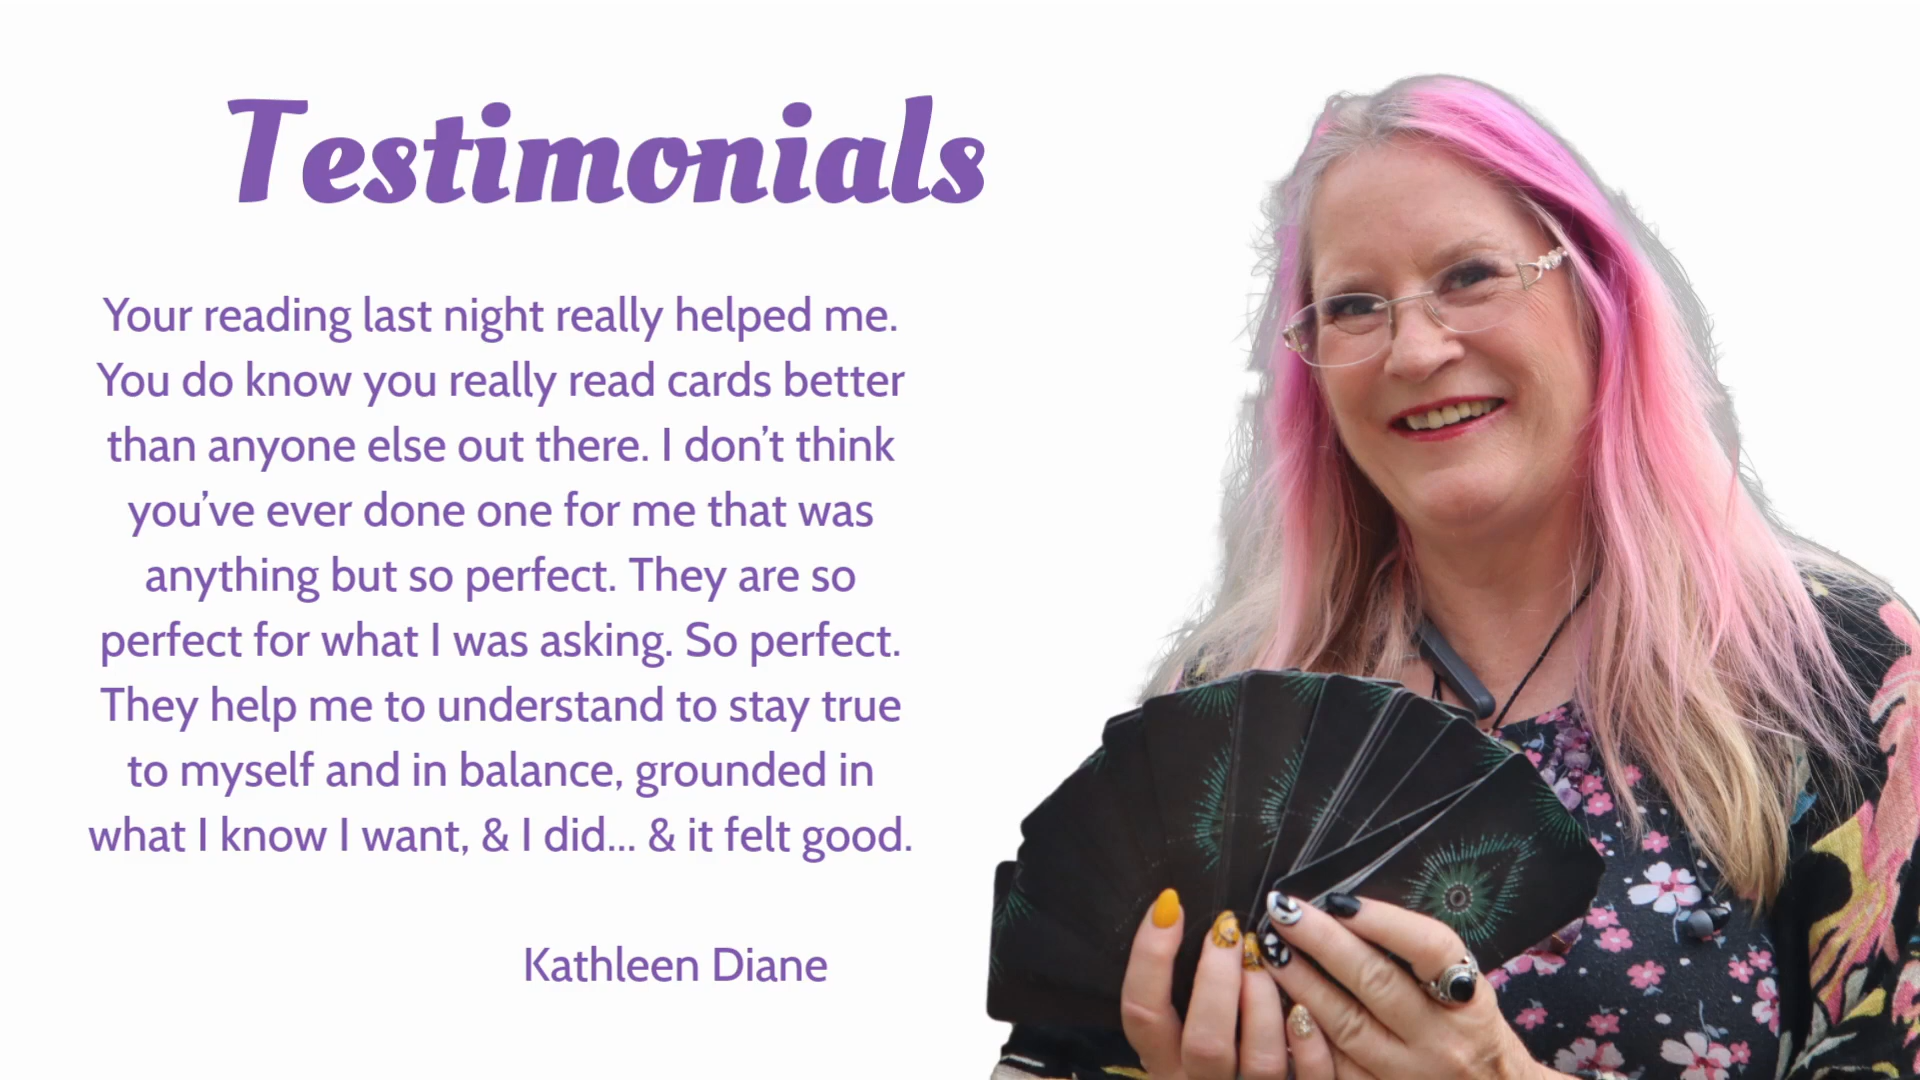 Testimonials
Your reading last night really helped me.
You do know you really read cards better
than anyone else out there. I don’t think
you’ve ever done one for me that was
anything but so perfect. They are so
perfect for what I was asking. So perfect.
They help me to understand to stay true
to myself and in balance, grounded in
what I know I want, & I did... & it felt good.
Kathleen Diane